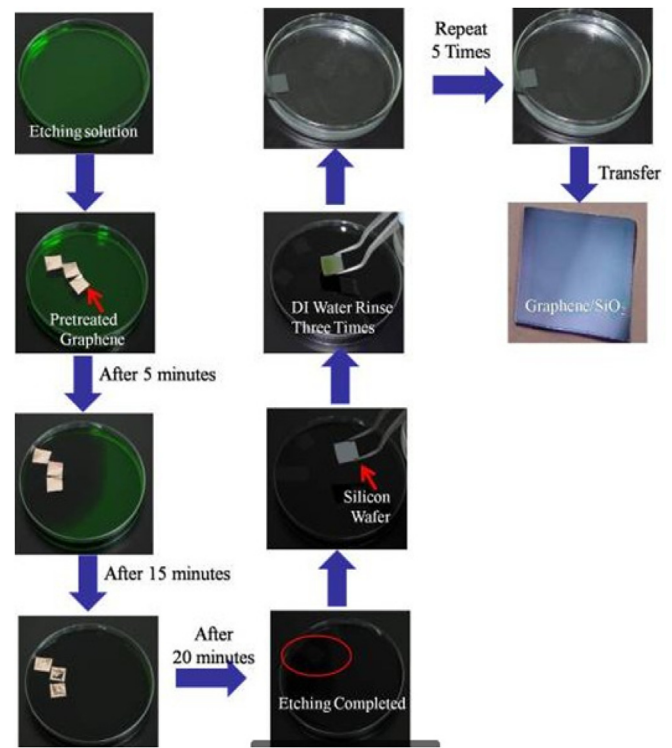 Etching solution
Pretreated
Graphene
After 5 minutes
After 15 minutes
After
20 minutes
Etching Completed
Silicon
Wafer
DI Water Rinse
Three Times
Repeat
5 Times
Transfer
Graphene/SiO₂